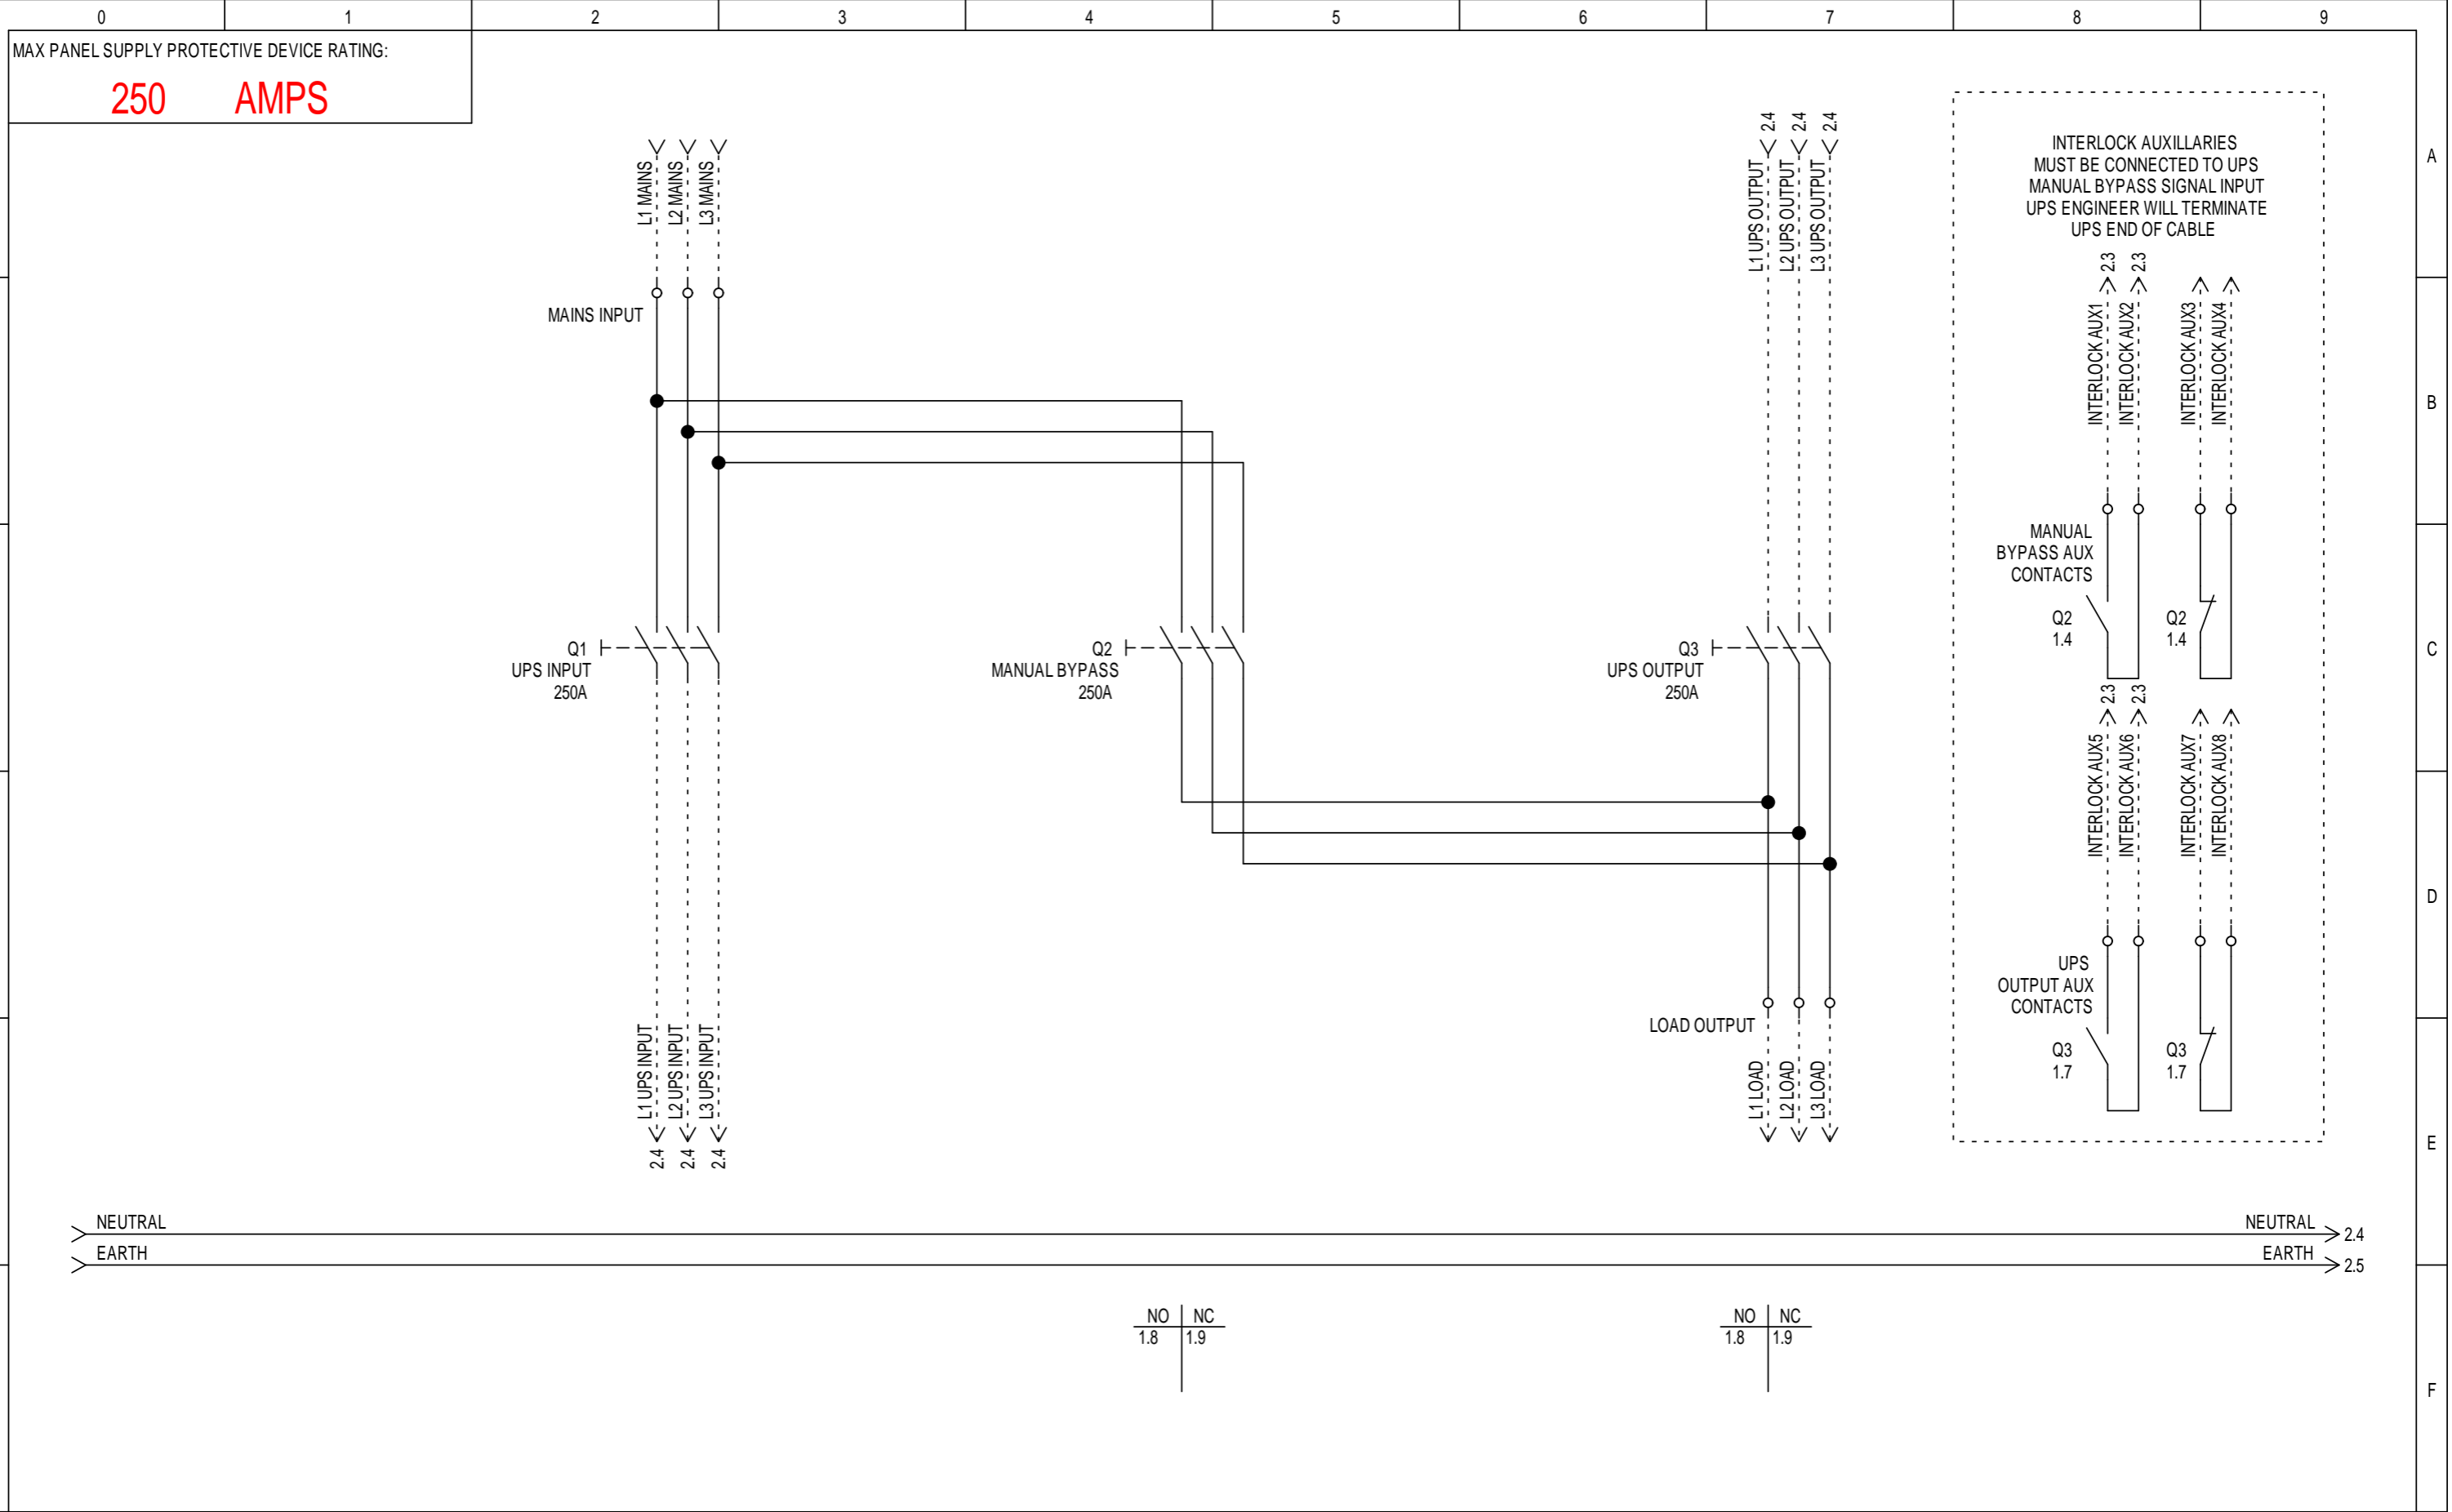 0 1 2 3 4 5 6 7 8 9
MAX PANEL SUPPLY PROTECTIVE DEVICE RATING:
250 AMPS
L1 MAINS
L2 MAINS
L3 MAINS
MAINS INPUT
2.4
2.4
2.4
L1 UPS OUTPUT
L2 UPS OUTPUT
L3 UPS OUTPUT
INTERLOCK AUXILLARIES
MUST BE CONNECTED TO UPS
MANUAL BYPASS SIGNAL INPUT
UPS ENGINEER WILL TERMINATE
UPS END OF CABLE
2.3
2.3
INTERLOCK AUX1
INTERLOCK AUX2
INTERLOCK AUX3
INTERLOCK AUX4
MANUAL
BYPASS AUX
CONTACTS
Q2
1.4
Q2
1.4
Q1
UPS INPUT
250A
Q2
MANUAL BYPASS
250A
Q3
UPS OUTPUT
250A
2.3
2.3
INTERLOCK AUX5
INTERLOCK AUX6
INTERLOCK AUX7
INTERLOCK AUX8
UPS
OUTPUT AUX
CONTACTS
Q3
1.7
Q3
1.7
L1 UPS INPUT
L2 UPS INPUT
L3 UPS INPUT
2.4
2.4
2.4
LOAD OUTPUT
L1 LOAD
L2 LOAD
L3 LOAD
NEUTRAL
NEUTRAL 2.4
EARTH
EARTH 2.5
NO NC
1.8 1.9
NO NC
1.8 1.9
A
B
C
D
E
F